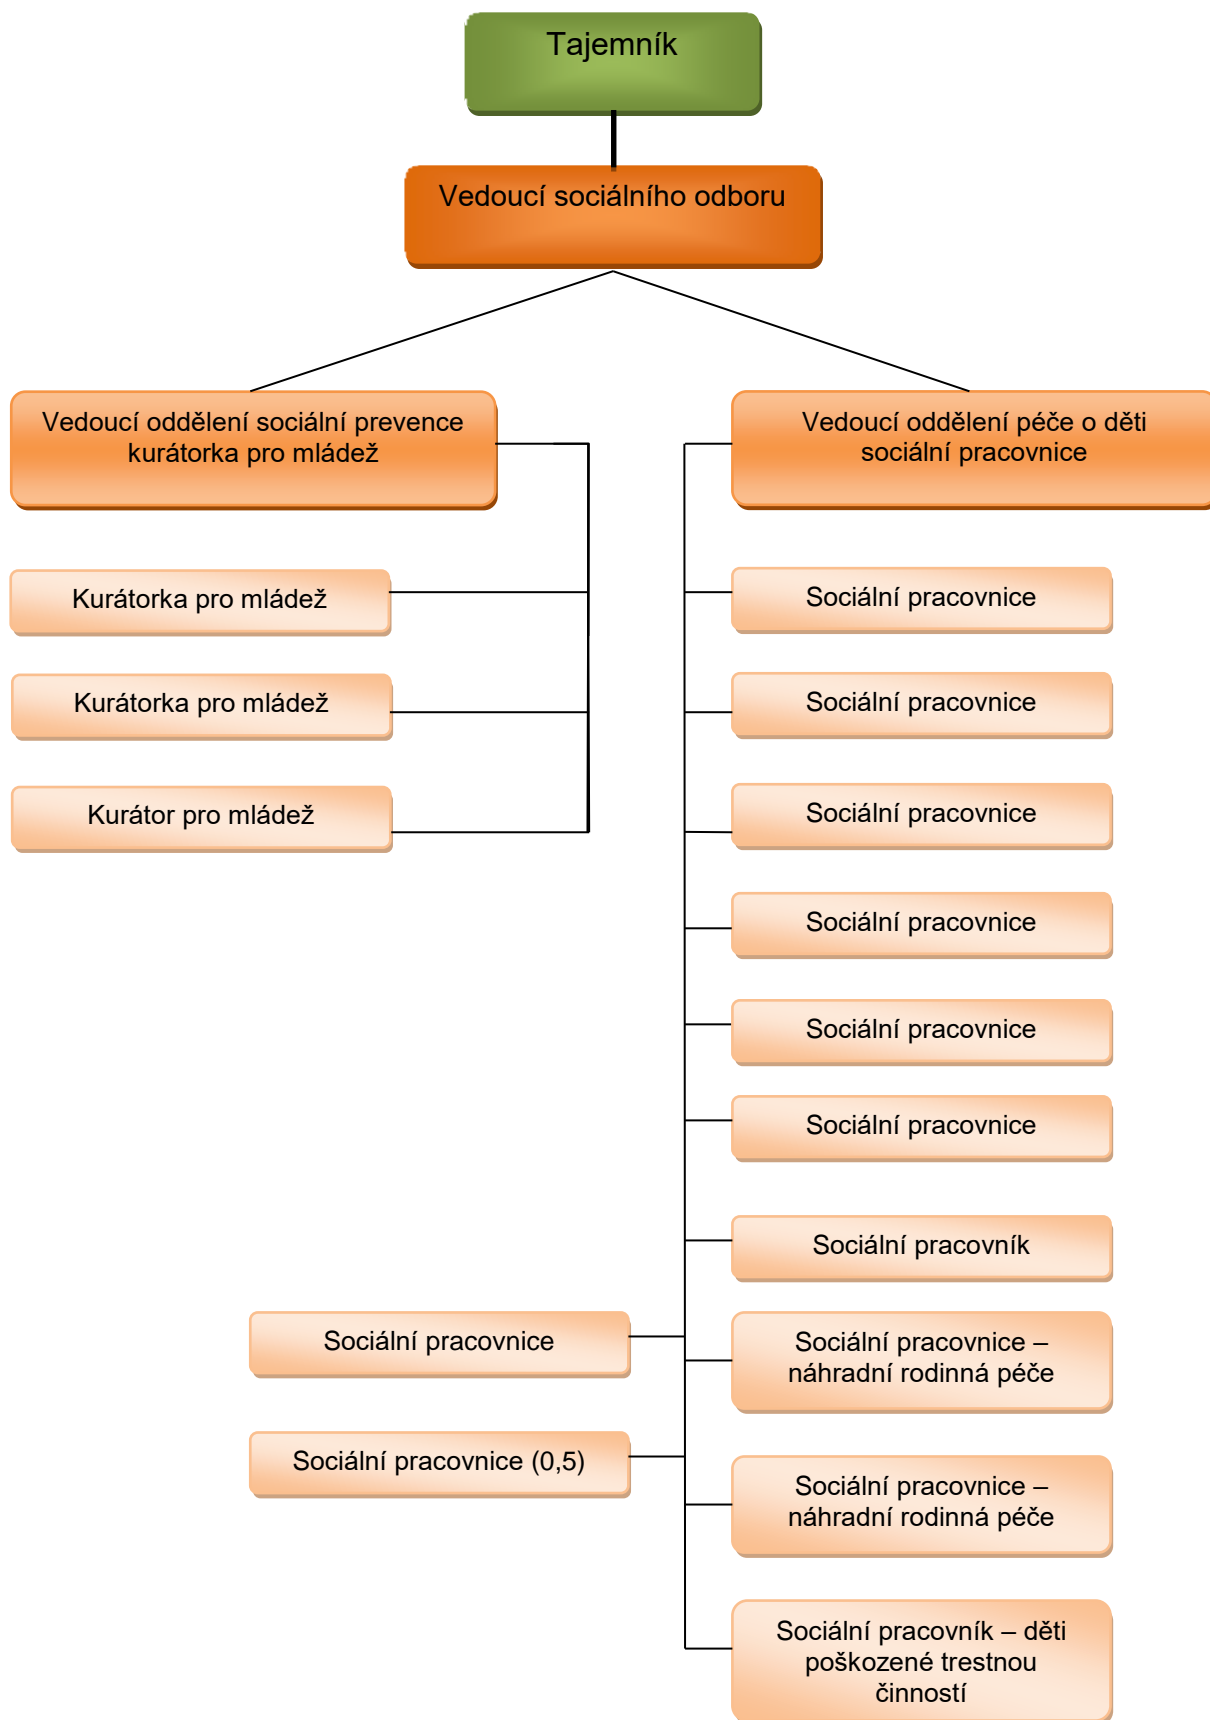 Tajemník
Vedoucí sociálního odboru
Vedoucí oddělení sociální prevence
kurátorka pro mládež
Vedoucí oddělení péče o děti
sociální pracovnice
Kurátorka pro mládež
Kurátorka pro mládež
Kurátor pro mládež
Sociální pracovnice
Sociální pracovnice
Sociální pracovnice
Sociální pracovnice
Sociální pracovnice
Sociální pracovnice
Sociální pracovník
Sociální pracovnice
Sociální pracovnice (0,5)
Sociální pracovnice –
náhradní rodinná péče
Sociální pracovnice –
náhradní rodinná péče
Sociální pracovník – děti
poškozené trestnou
činností